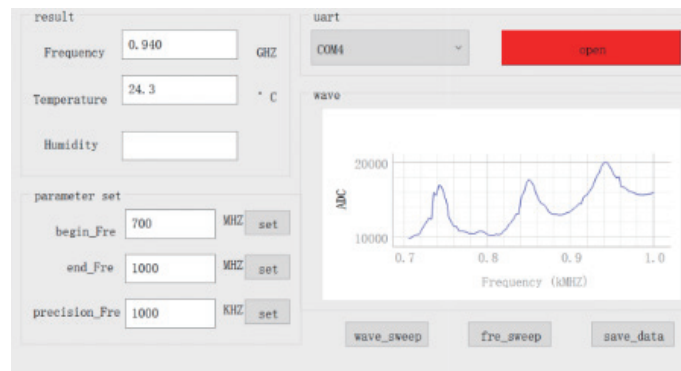 result
Frequency 0.940 GHZ
Temperature 24.3 ° C
Humidity
parameter set
begin_Fre 700 MHZ set
end_Fre 1000 MHZ set
precision_Fre 1000 KHZ set
uart
COM4 open
wave
20000
ADC
10000
0.7 0.8 0.9 1.0
Frequency (kMHZ)
wave_sweep fre_sweep save_data